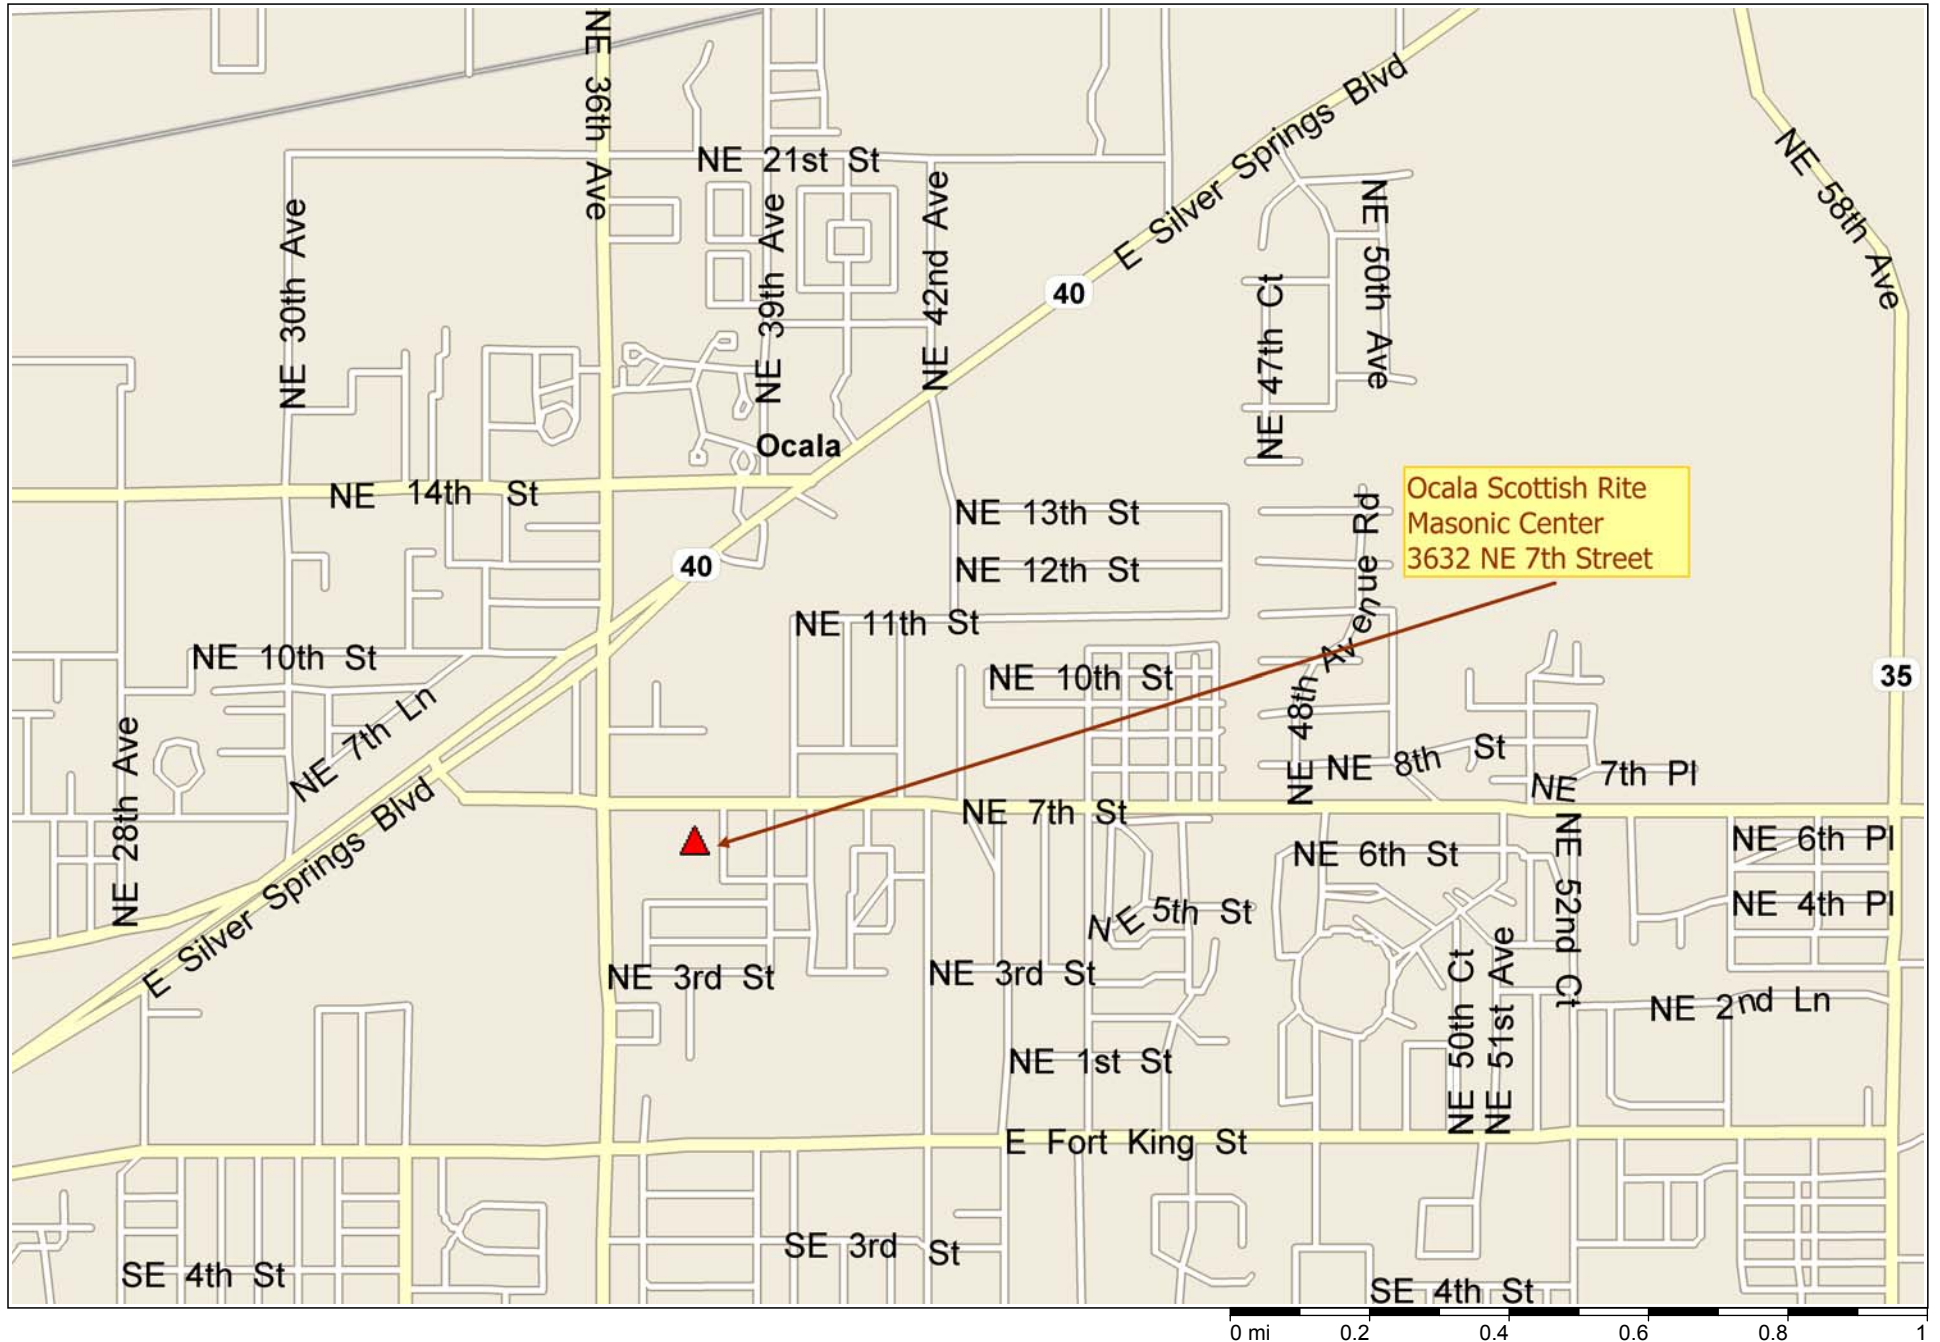 NE 36th Ave
E Silver Springs Blvd
NE 58th Ave
NE 21st St
NE 30th Ave
NE 39th Ave
NE 42nd Ave
NE 50th Ave
NE 47th Ct
40
Ocala
NE 14th St
Ocala Scottish Rite
Masonic Center
3632 NE 7th Street
NE 13th St
40
NE 12th St
NE 11th St
NE 48th Avenue Rd
NE 10th St
NE 10th St
35
NE 7th Ln
NE 28th Ave
E Silver Springs Blvd
NE 8th St
NE 7th Pl
NE 7th St
NE 6th St
NE 52nd Ct
NE 6th Pl
NE 5th St
NE 4th Pl
NE 3rd St
NE 3rd St
NE 50th Ct
NE 51st Ave
NE 2nd Ln
NE 1st St
E Fort King St
SE 3rd St
SE 4th St
SE 4th St
0 mi 0.2 0.4 0.6 0.8 1